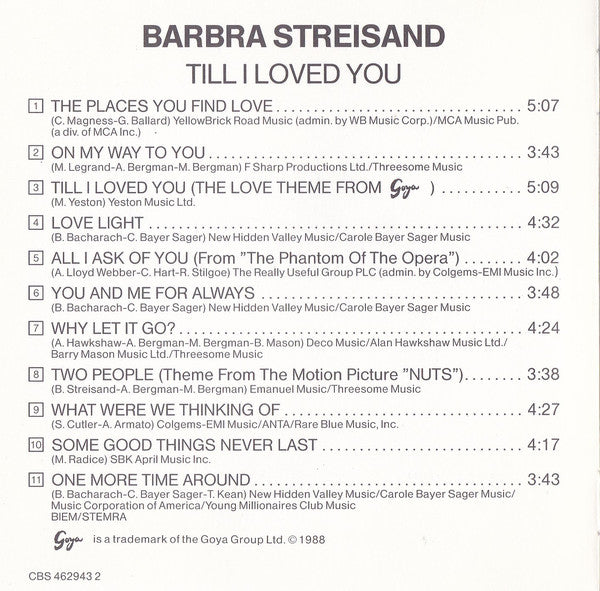 BARBRA STREISAND
TILL I LOVED YOU
1 THE PLACES YOU FIND LOVE .......................... 5:07
(C. Magness-G. Ballard) YellowBrick Road Music (admin. by WB Music Corp.)/MCA Music Pub.
(a div. of MCA Inc.)
2 ON MY WAY TO YOU .................................. 3:43
(M. Legrand-A. Bergman-M. Bergman) F Sharp Productions Ltd./Threesome Music
3 TILL I LOVED YOU (THE LOVE THEME FROM Goya ) ........... 5:09
(M. Yeston) Yeston Music Ltd.
4 LOVE LIGHT ........................................ 4:32
(B. Bacharach-C. Bayer Sager) New Hidden Valley Music/Carole Bayer Sager Music
5 ALL I ASK OF YOU (From "The Phantom Of The Opera") ....... 4:02
(A. Lloyd Webber-C. Hart-R. Stilgoe) The Really Useful Group PLC (admin. by Colgems-EMI Music Inc.)
6 YOU AND ME FOR ALWAYS ............................ 3:48
(B. Bacharach-C. Bayer Sager) New Hidden Valley Music/Carole Bayer Sager Music
7 WHY LET IT GO? .................................... 4:24
(A. Hawkshaw-A. Bergman-M. Bergman-B. Mason) Deco Music/Alan Hawkshaw Music Ltd./
Barry Mason Music Ltd./Threesome Music
8 TWO PEOPLE (Theme From The Motion Picture "NUTS")....... 3:38
(B. Streisand-A. Bergman-M. Bergman) Emanuel Music/Threesome Music
9 WHAT WERE WE THINKING OF ......................... 4:27
(S. Cutler-A. Armato) Colgems-EMI Music/ANTA/Rare Blue Music, Inc.
10 SOME GOOD THINGS NEVER LAST ..................... 4:17
(M. Radice) SBK April Music Inc.
11 ONE MORE TIME AROUND ............................. 3:43
(B. Bacharach-C. Bayer Sager-T. Kean) New Hidden Valley Music/Carole Bayer Sager Music/
Music Corporation of America/Young Millionaires Club Music
BIEM/STEMRA
Goya is a trademark of the Goya Group Ltd. © 1988
CBS 462943 2